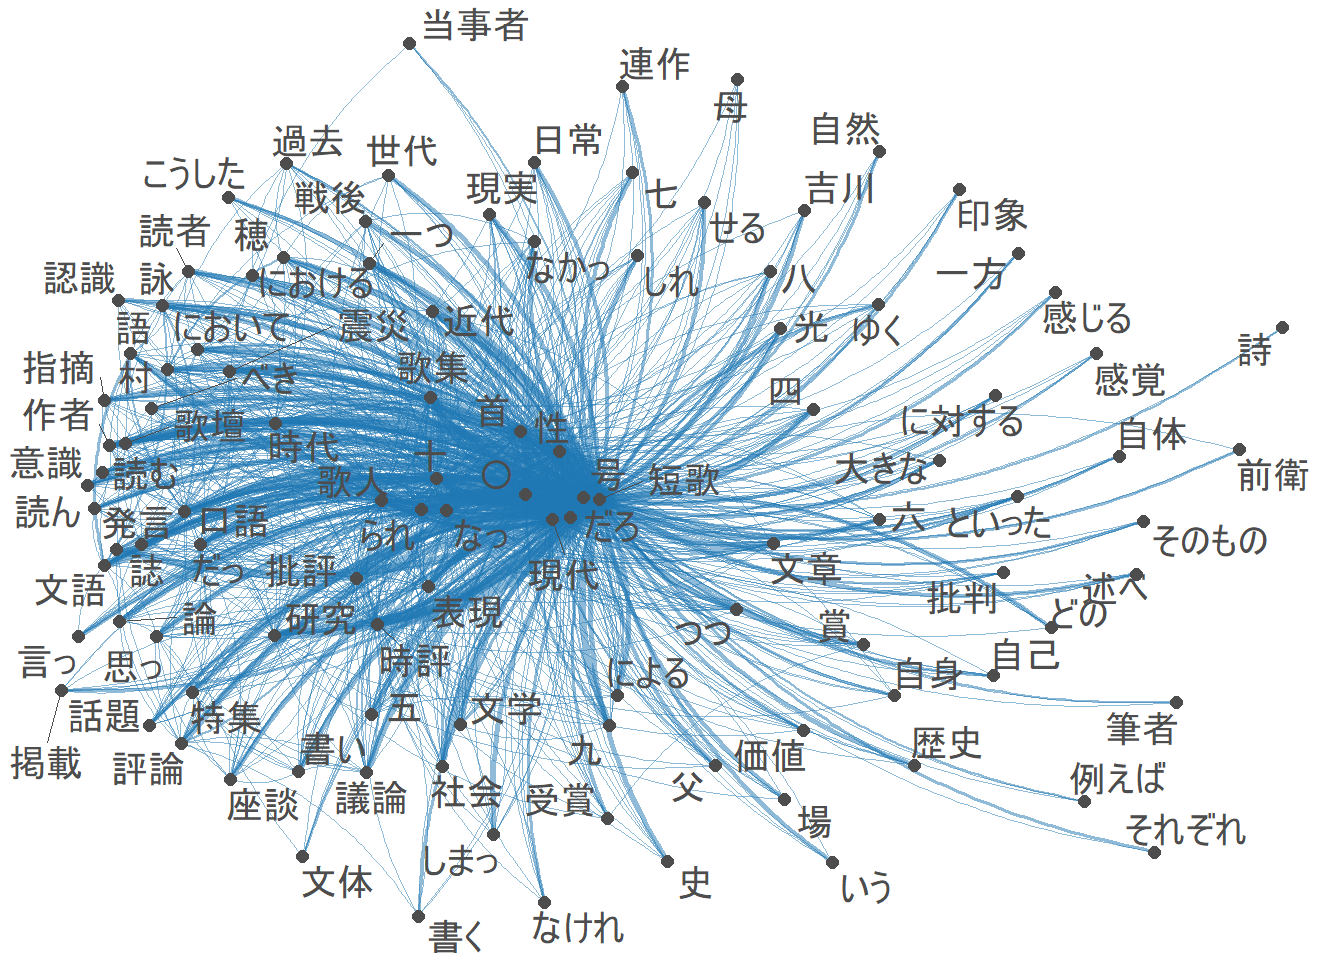 当事者
連作
母
日常
自然
過去
世代
こうした
現実
七
吉川
戦後
印象
読者
穂
一つ
せる
なかっ
しれ
八
一方
認識
詠
における
語
において
震災
近代
光
ゆく
感じる
詩
指摘
村
べき
歌集
感覚
四
作者
歌壇
首
性
に対する
時代
自体
意識
読む
歌人
十
〇
号
短歌
大きな
前衛
読ん
発言
口語
られ
なっ
だろ
六
といった
そのもの
文語
誌
だっ
批評
現代
文章
批判
述べ
どの
論
研究
表現
つつ
賞
言っ
思っ
時評
による
自身
自己
話題
特集
五
文学
筆者
掲載
評論
書い
九
価値
歴史
座談
議論
社会
受賞
父
例えば
場
それぞれ
文体
しまっ
史
いう
書く
なけれ